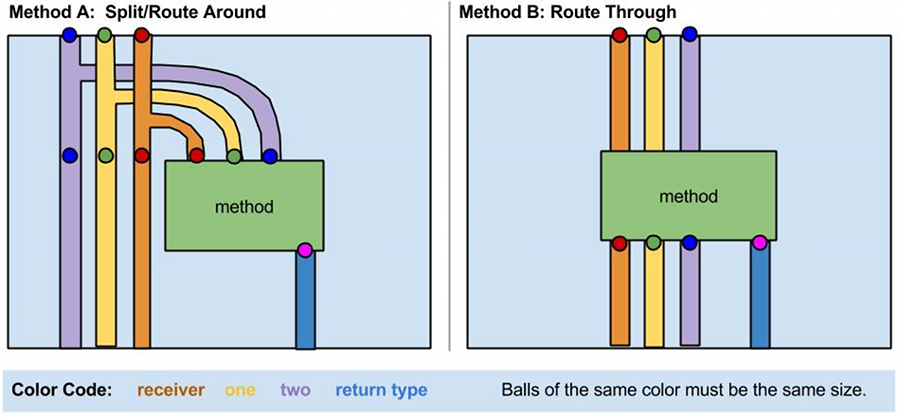 Method A:  Split/Route Around
Method B: Route Through
method
method
Color Code: receiver one two return type Balls of the same color must be the same size.